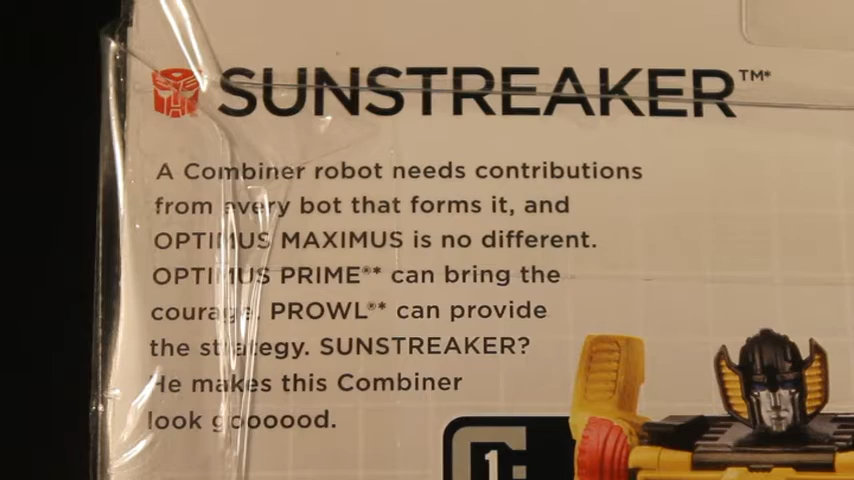 SUNSTREAKER™*
A Combiner robot needs contributions
from every bot that forms it, and
OPTIMUS MAXIMUS is no different.
OPTIMUS PRIME®* can bring the
courage. PROWL®* can provide
the strategy. SUNSTREAKER?
He makes this Combiner
look goooood.
1